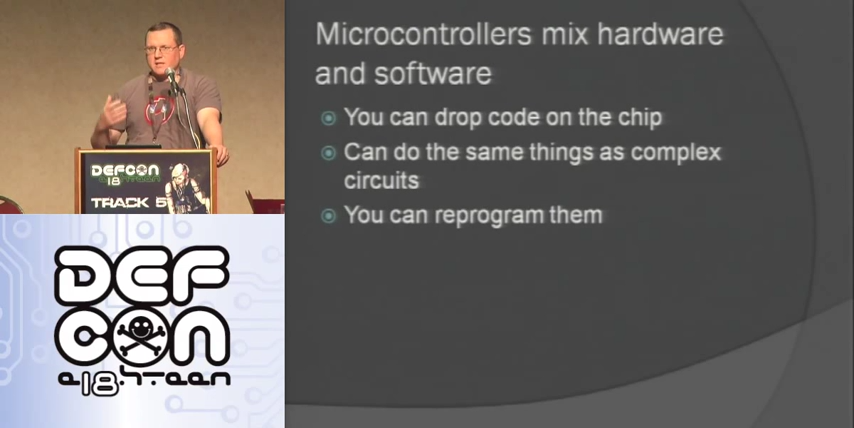 Microcontrollers mix hardware
and software
You can drop code on the chip
Can do the same things as complex
circuits
You can reprogram them
DEFCON
18
TRACK 5
DEF
CON
e18hteen